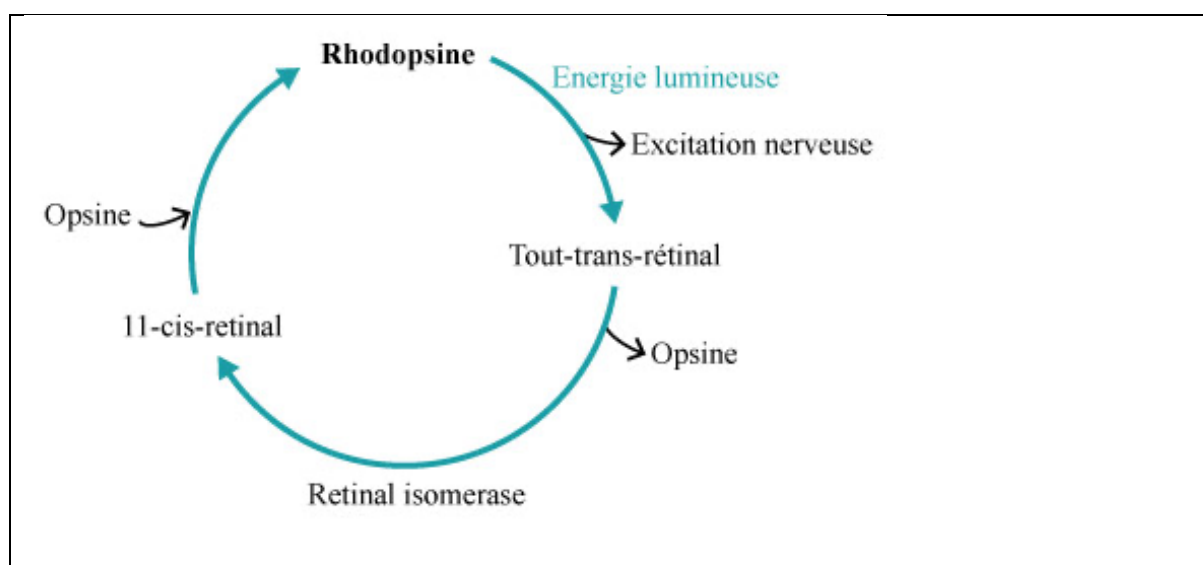 Rhodopsine
Energie lumineuse
Excitation nerveuse
Opsine
Tout-trans-rétinal
11-cis-retinal
Opsine
Retinal isomerase